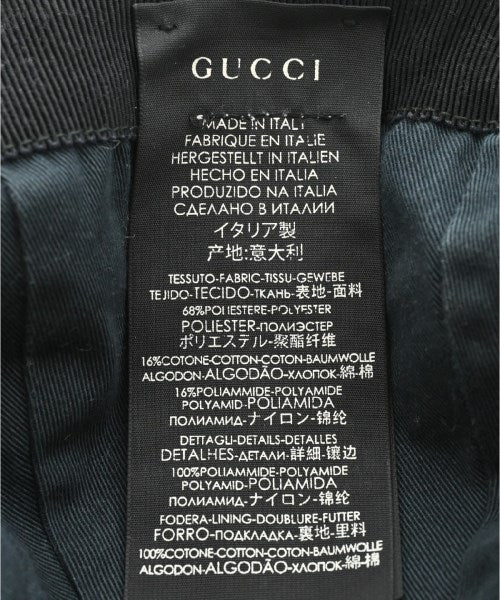 GUCCI
MADE IN ITALY
FABRIQUE EN ITALIE
HERGESTELLT IN ITALIEN
HECHO EN ITALIA
PRODUZIDO NA ITALIA
СДЕЛАНО В ИТАЛИИ
イタリア製
产地:意大利
TESSUTO-FABRIC-TISSU-GEWEBE
TEJIDO-TECIDO-ТКАНЬ-表地-面料
68%POLIESTERE-POLYESTER
POLIESTER-ПОЛИЭСТЕР
ポリエステル-聚酯纤维
16%COTONE-COTTON-COTON-BAUMWOLLE
ALGODON-ALGODÃO-ХЛОПОК-綿-棉
16%POLIAMMIDE-POLYAMIDE
POLYAMID-POLIAMIDA
ПОЛИАМИД-ナイロン-锦纶
DETTAGLI-DETAILS-DETALLES
DETALHES-ДЕТАЛИ-詳細-镶边
100%POLIAMMIDE-POLYAMIDE
POLYAMID-POLIAMIDA
ПОЛИАМИД-ナイロン-锦纶
FODERA-LINING-DOUBLURE-FUTTER
FORRO-ПОДКЛАДКА-裏地-里料
100%COTONE-COTTON-COTON-BAUMWOLLE
ALGODON-ALGODÃO-ХЛОПОК-綿-棉